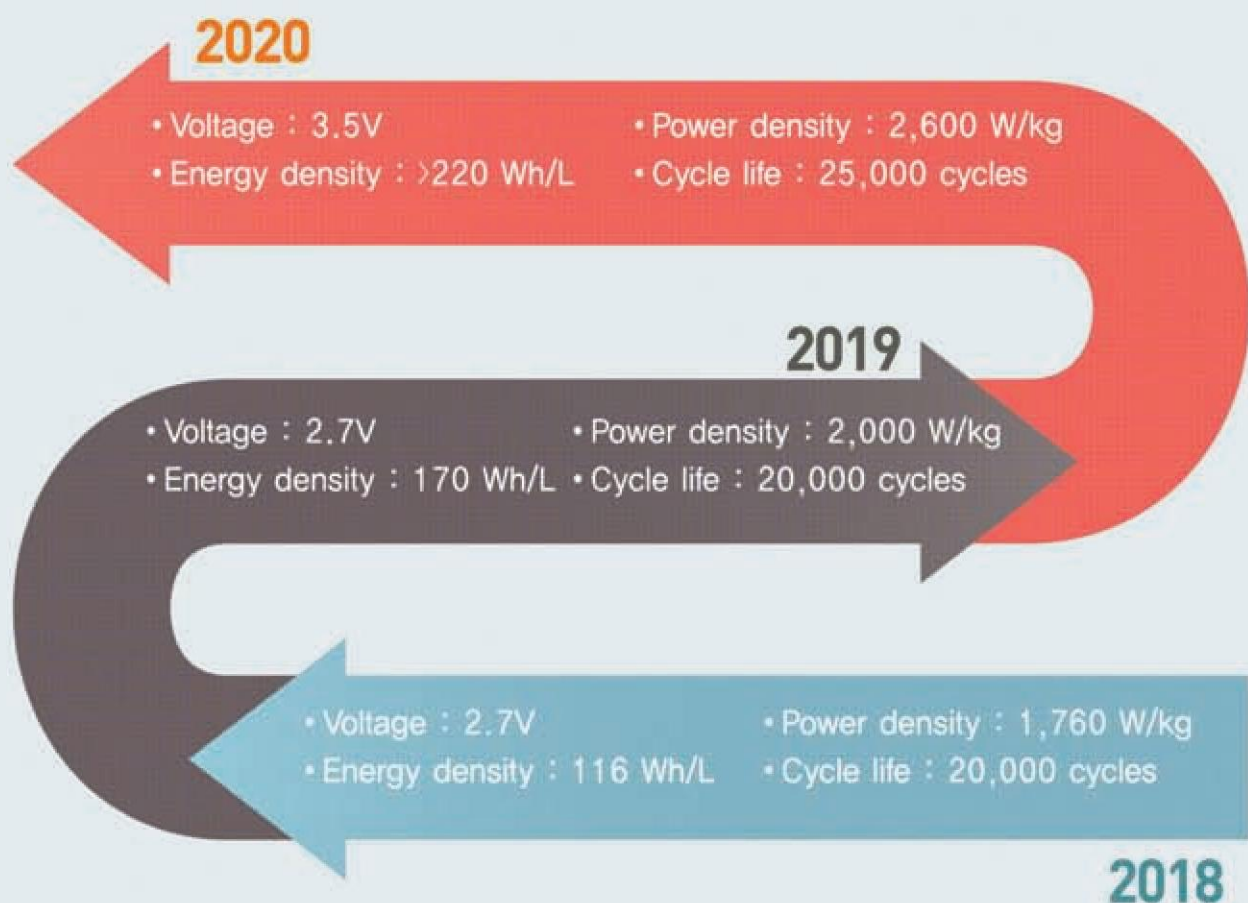 2020
• Voltage : 3.5V
• Power density : 2,600 W/kg
• Energy density : >220 Wh/L
• Cycle life : 25,000 cycles
2019
• Voltage : 2.7V
• Power density : 2,000 W/kg
• Energy density : 170 Wh/L
• Cycle life : 20,000 cycles
• Voltage : 2.7V
• Power density : 1,760 W/kg
• Energy density : 116 Wh/L
• Cycle life : 20,000 cycles
2018